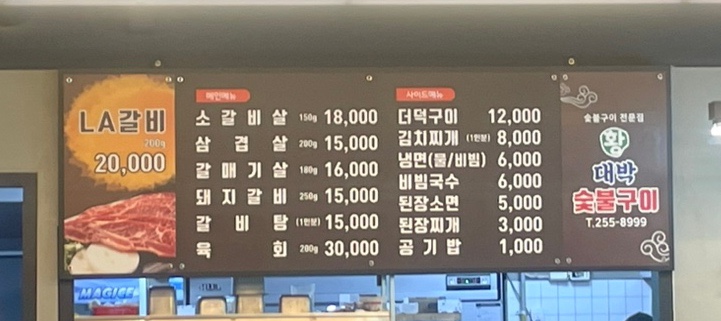 LA갈비
200g
20,000
메인메뉴
소갈비살 150g 18,000
삼겹살 200g 15,000
갈매기살 180g 16,000
돼지갈비 250g 15,000
갈비탕 (1인분) 15,000
육회 200g 30,000
사이드메뉴
더덕구이 12,000
김치찌개 (1인분) 8,000
냉면(물/비빔) 6,000
비빔국수 6,000
된장소면 5,000
된장찌개 3,000
공기밥 1,000
숯불구이 전문점
황
대박
숯불구이
T.255-8999
MAGICE